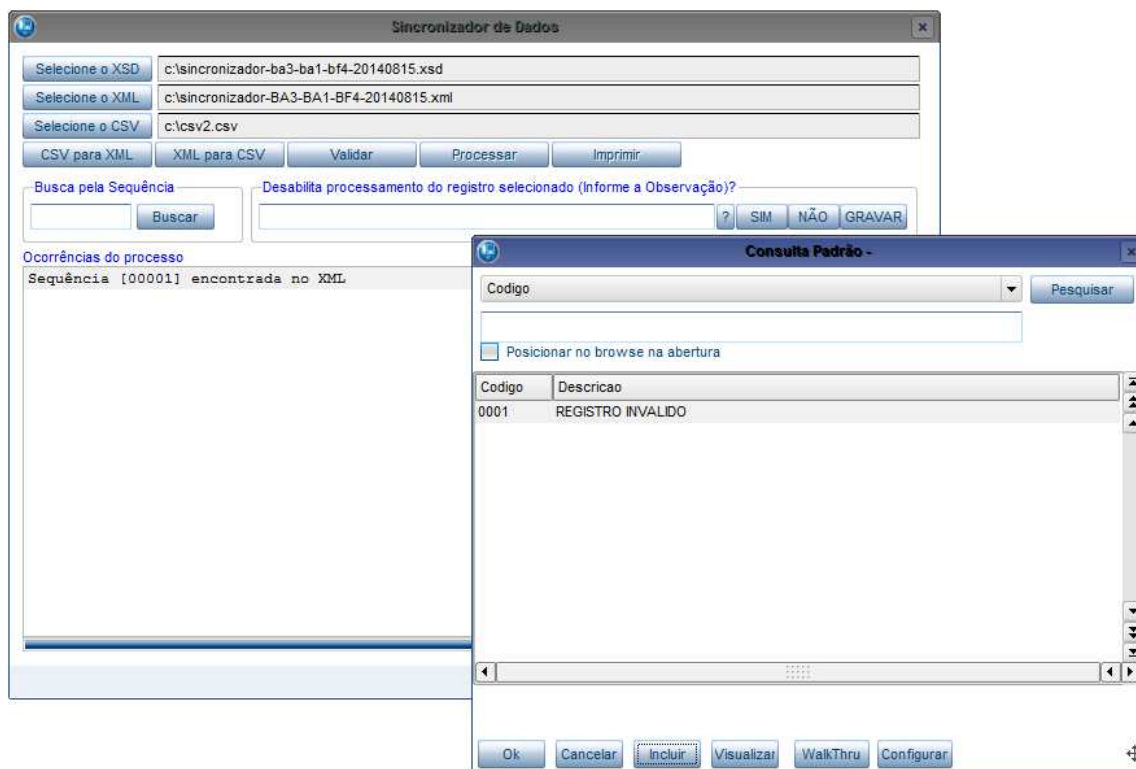 Sincronizador de Dados
Selecione o XSD c:\sincronizador-ba3-ba1-bf4-20140815.xsd
Selecione o XML c:\sincronizador-BA3-BA1-BF4-20140815.xml
Selecione o CSV c:\csv2.csv
CSV para XML XML para CSV Validar Processar Imprimir
Busca pela Sequência Desabilita processamento do registro selecionado (Informe a Observação)?
Buscar ? SIM NÃO GRAVAR
Ocorrências do processo
Sequência [00001] encontrada no XML
Consulta Padrão -
Codigo Pesquisar
Posicionar no browse na abertura
Codigo Descricao
0001 REGISTRO INVALIDO
Ok Cancelar Incluir Visualizar WalkThru Configurar